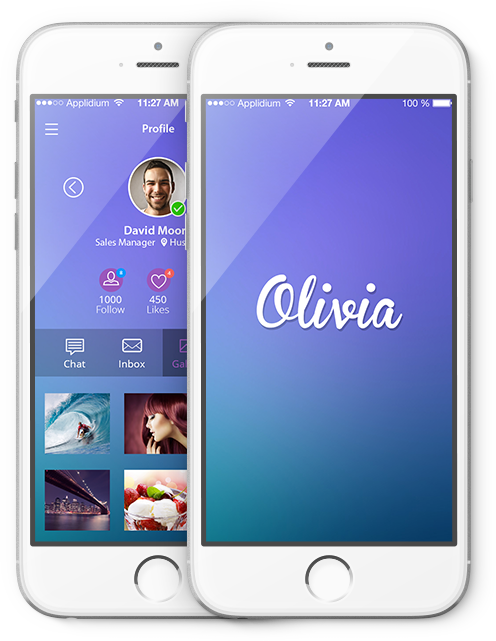 Applidium 11:27 AM
Profile
David Moor
Sales Manager Hus
8 4
1000 450
Follow Likes
Chat Inbox Gal
Applidium 11:27 AM 100 %
Olivia